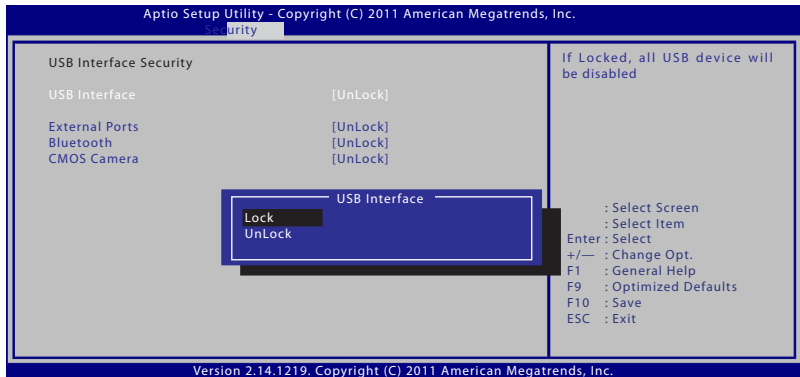 Aptio Setup Utility - Copyright (C) 2011 American Megatrends, Inc.
Security
USB Interface Security
USB Interface [UnLock]
External Ports [UnLock]
Bluetooth [UnLock]
CMOS Camera [UnLock]
USB Interface
Lock
UnLock
If Locked, all USB device will
be disabled
: Select Screen
: Select Item
Enter : Select
+/— : Change Opt.
F1 : General Help
F9 : Optimized Defaults
F10 : Save
ESC : Exit
Version 2.14.1219. Copyright (C) 2011 American Megatrends, Inc.